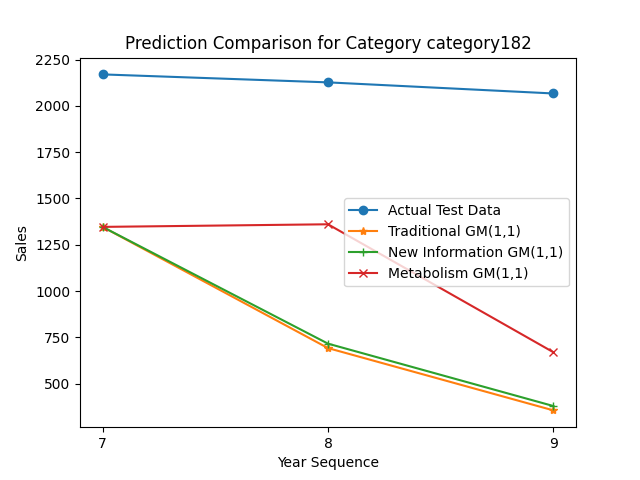 Prediction Comparison for Category category182
2250
2000
1750
1500
1250
1000
750
500
Sales
Actual Test Data
Traditional GM(1,1)
New Information GM(1,1)
Metabolism GM(1,1)
7
8
9
Year Sequence